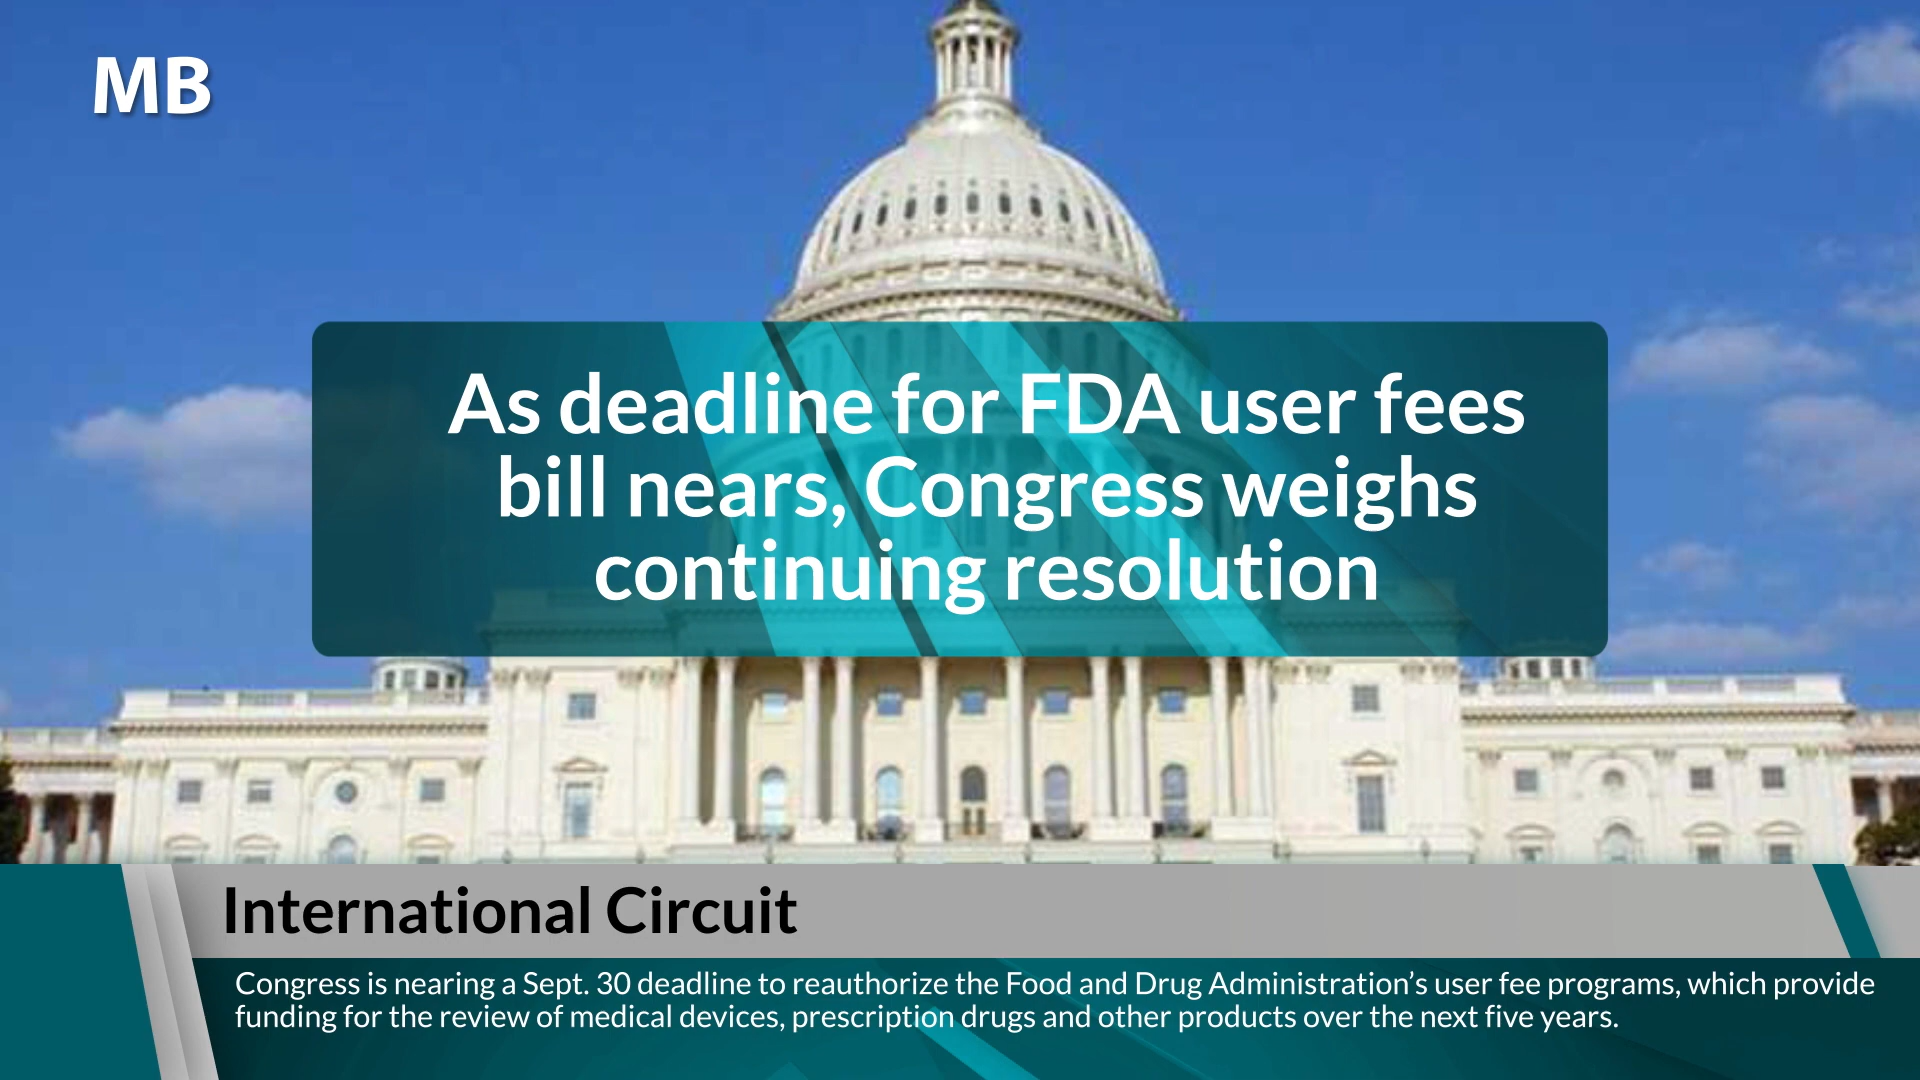 MB
As deadline for FDA user fees
bill nears, Congress weighs
continuing resolution
International Circuit
Congress is nearing a Sept. 30 deadline to reauthorize the Food and Drug Administration’s user fee programs, which provide
funding for the review of medical devices, prescription drugs and other products over the next five years.